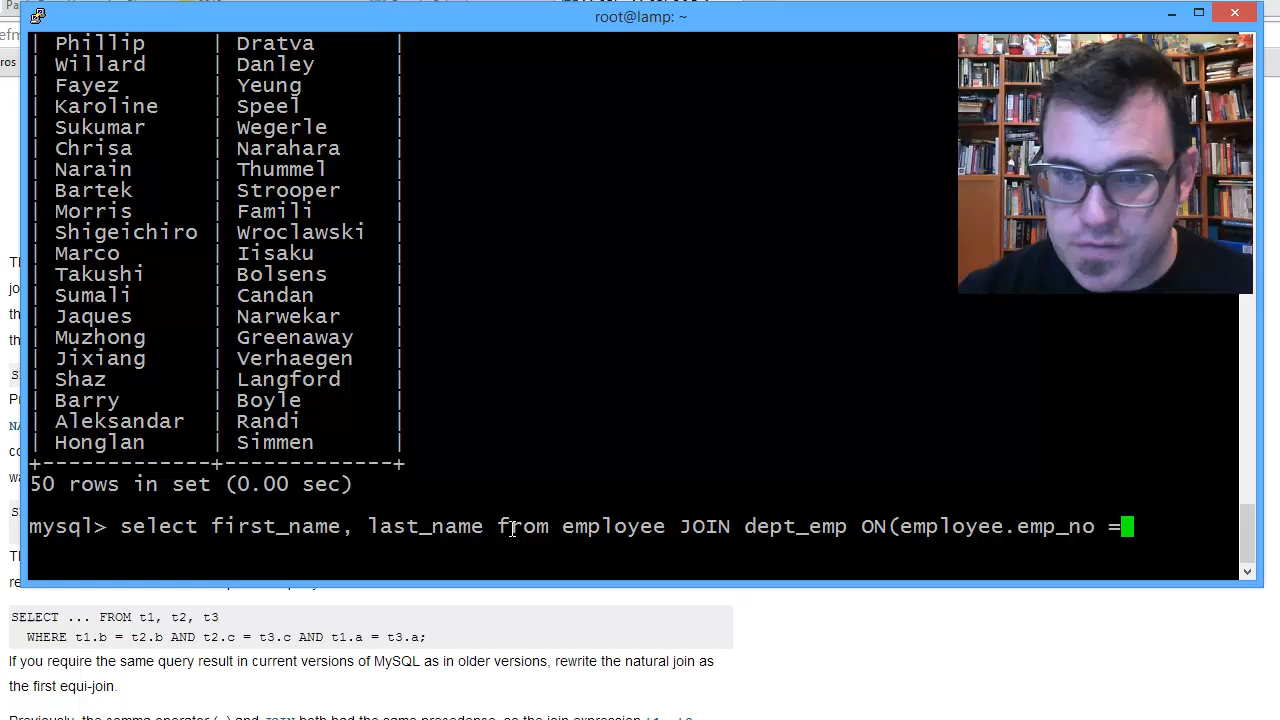 root@lamp: ~
| Phillip | Dratva |
| Willard | Danley |
| Fayez | Yeung |
| Karoline | Speel |
| Sukumar | Wegerle |
| Chrisa | Narahara |
| Narain | Thummel |
| Bartek | Strooper |
| Morris | Famili |
| Shigeichiro | Wroclawski |
| Marco | Iisaku |
| Takushi | Bolsens |
| Sumali | Candan |
| Jaques | Narwekar |
| Muzhong | Greenaway |
| Jixiang | Verhaegen |
| Shaz | Langford |
| Barry | Boyle |
| Aleksandar | Randi |
| Honglan | Simmen |
+-------------+-------------+
50 rows in set (0.00 sec)
mysql> select first_name, last_name from employee JOIN dept_emp ON(employee.emp_no =
SELECT ... FROM t1, t2, t3
WHERE t1.b = t2.b AND t2.c = t3.c AND t1.a = t3.a;
If you require the same query result in current versions of MySQL as in older versions, rewrite the natural join as
the first equi-join.